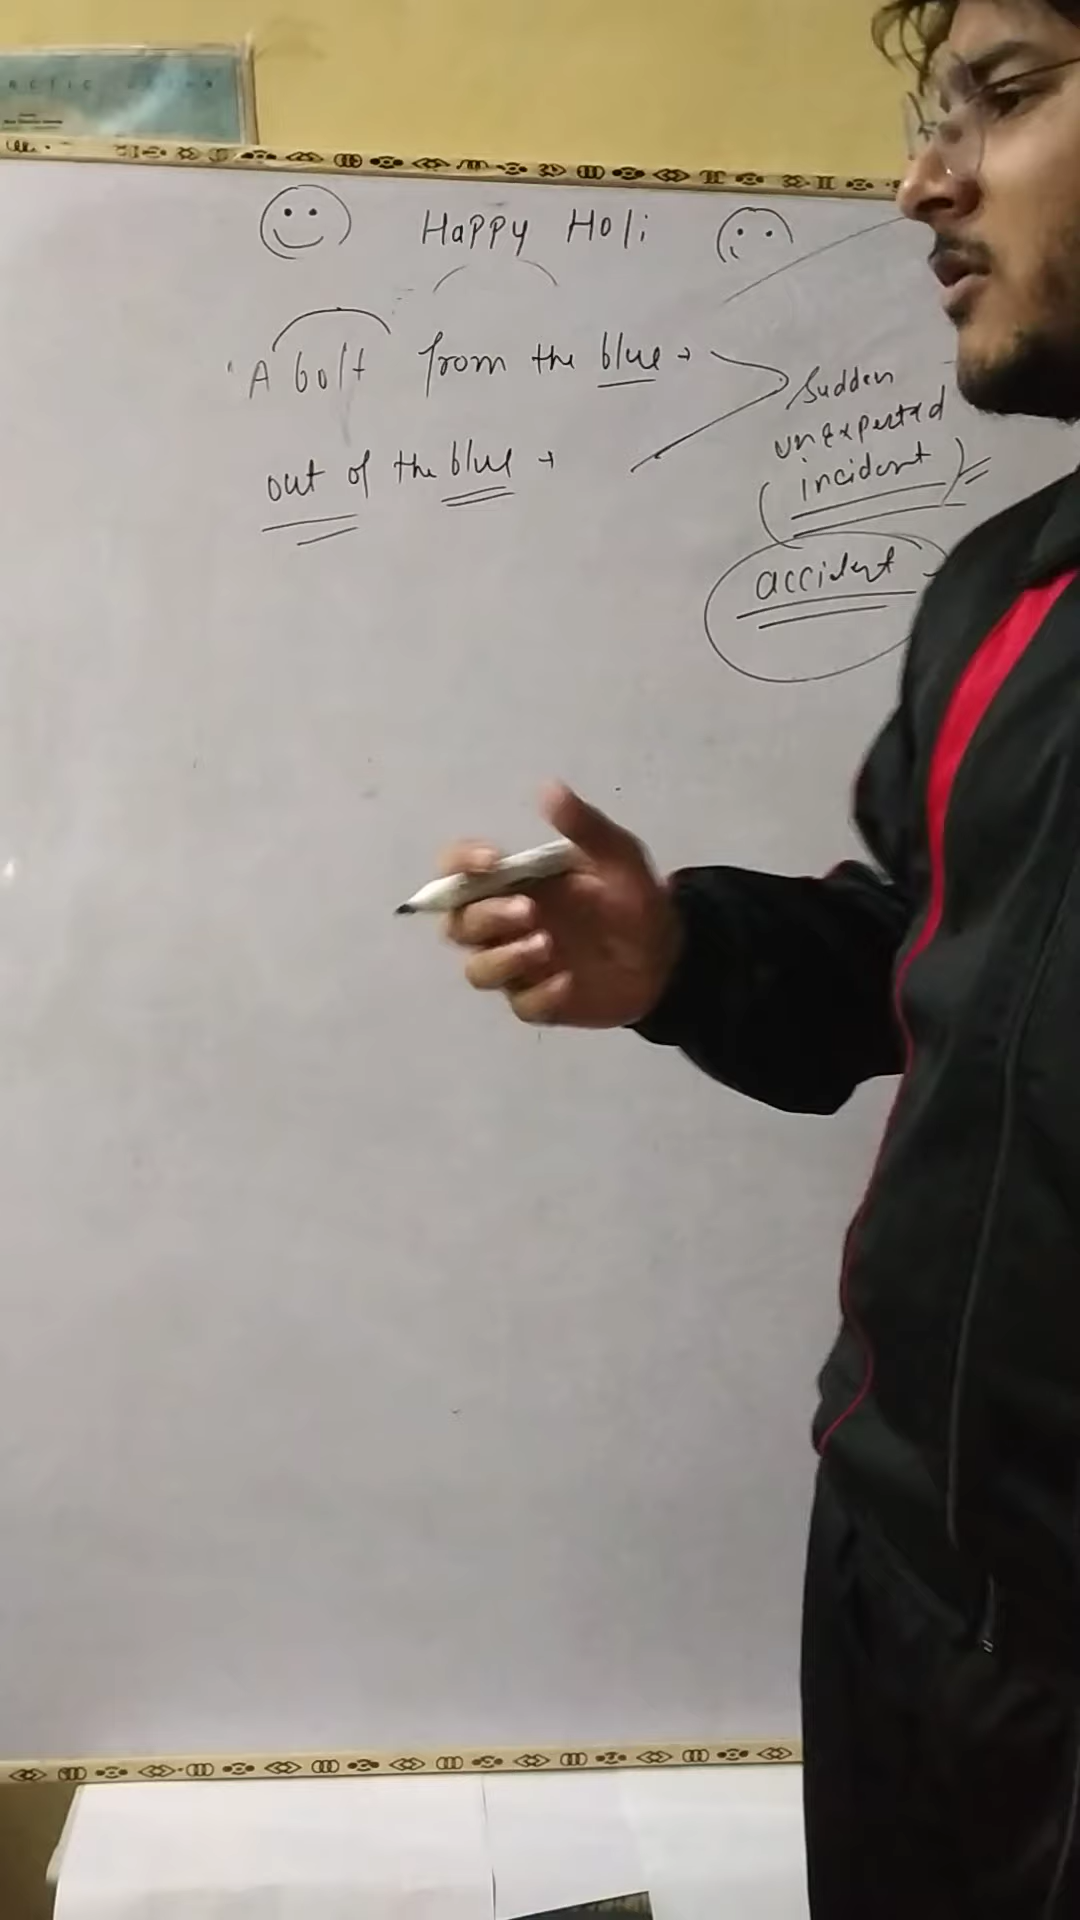 Happy Holi
A bolt from the blue →
out of the blue →
Sudden
unexpected
incident
accident